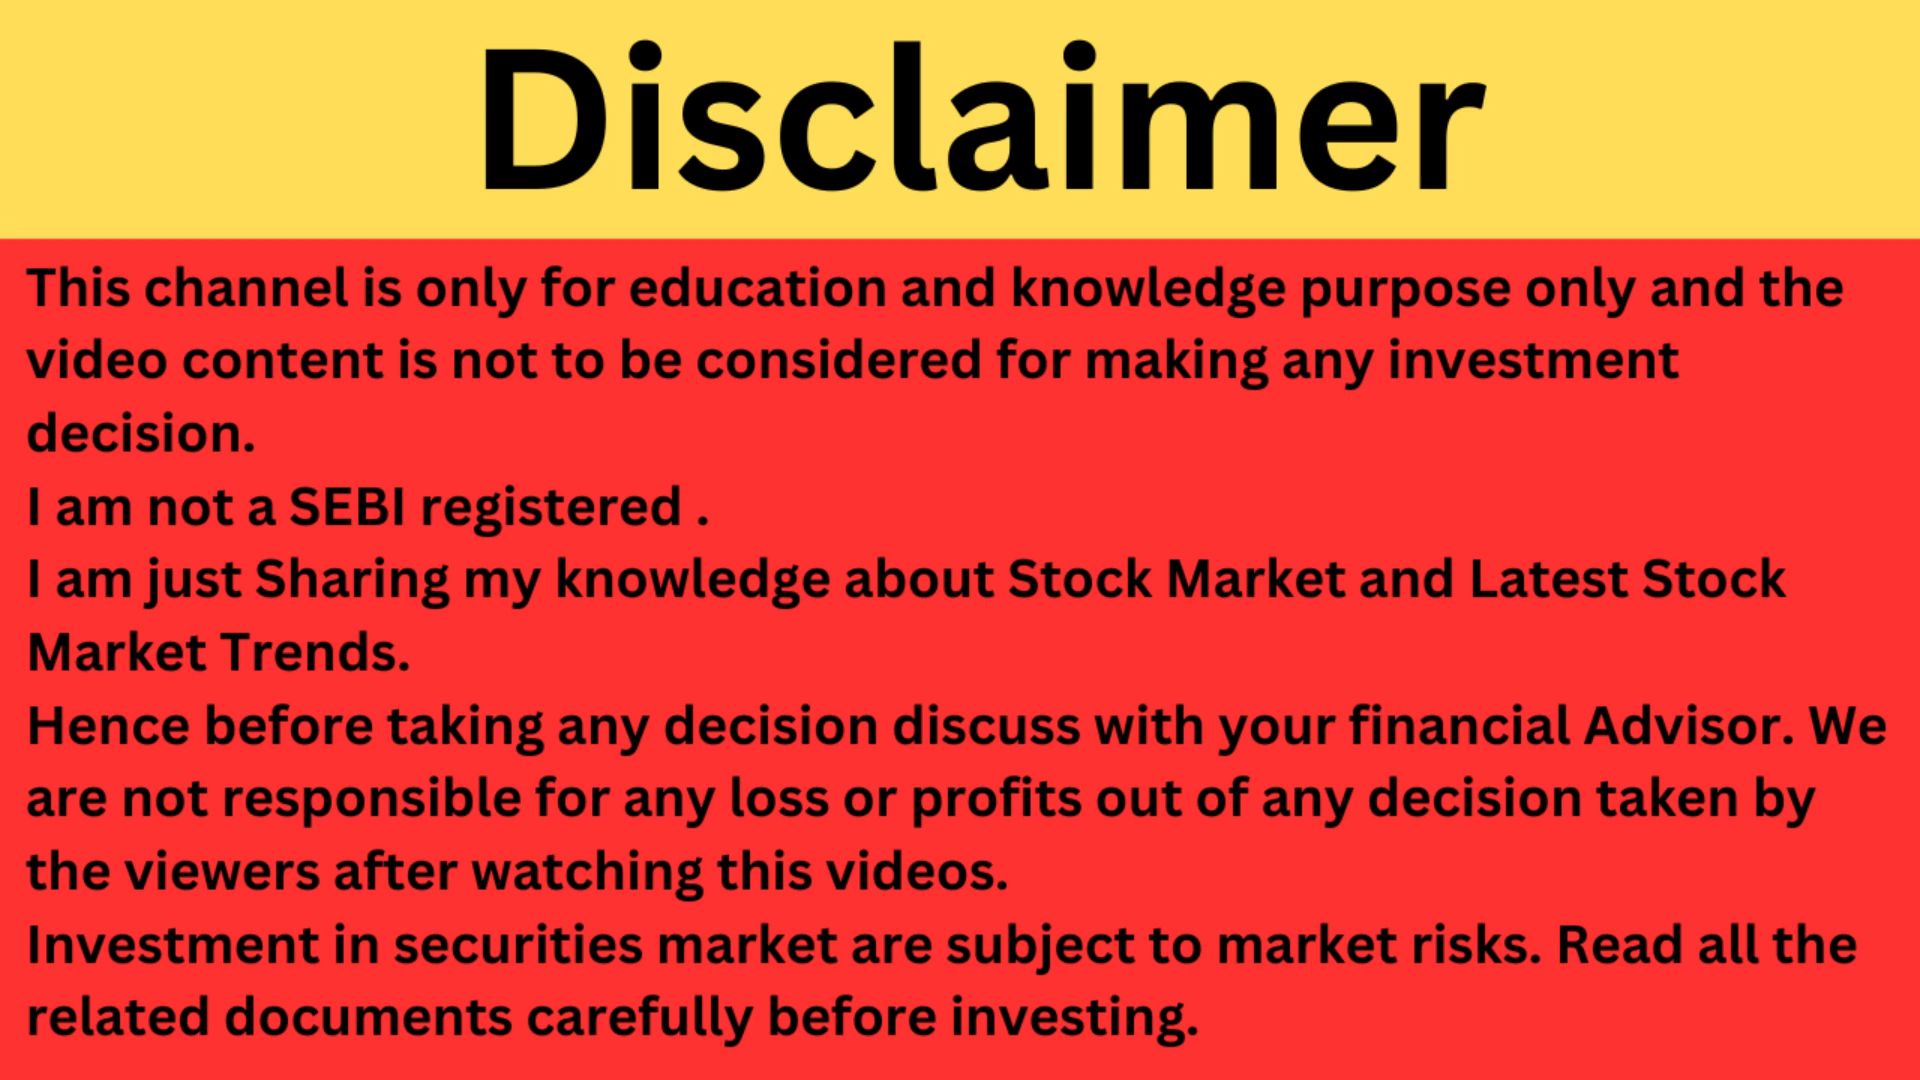 Disclaimer
This channel is only for education and knowledge purpose only and the
video content is not to be considered for making any investment
decision.
I am not a SEBI registered .
I am just Sharing my knowledge about Stock Market and Latest Stock
Market Trends.
Hence before taking any decision discuss with your financial Advisor. We
are not responsible for any loss or profits out of any decision taken by
the viewers after watching this videos.
Investment in securities market are subject to market risks. Read all the
related documents carefully before investing.